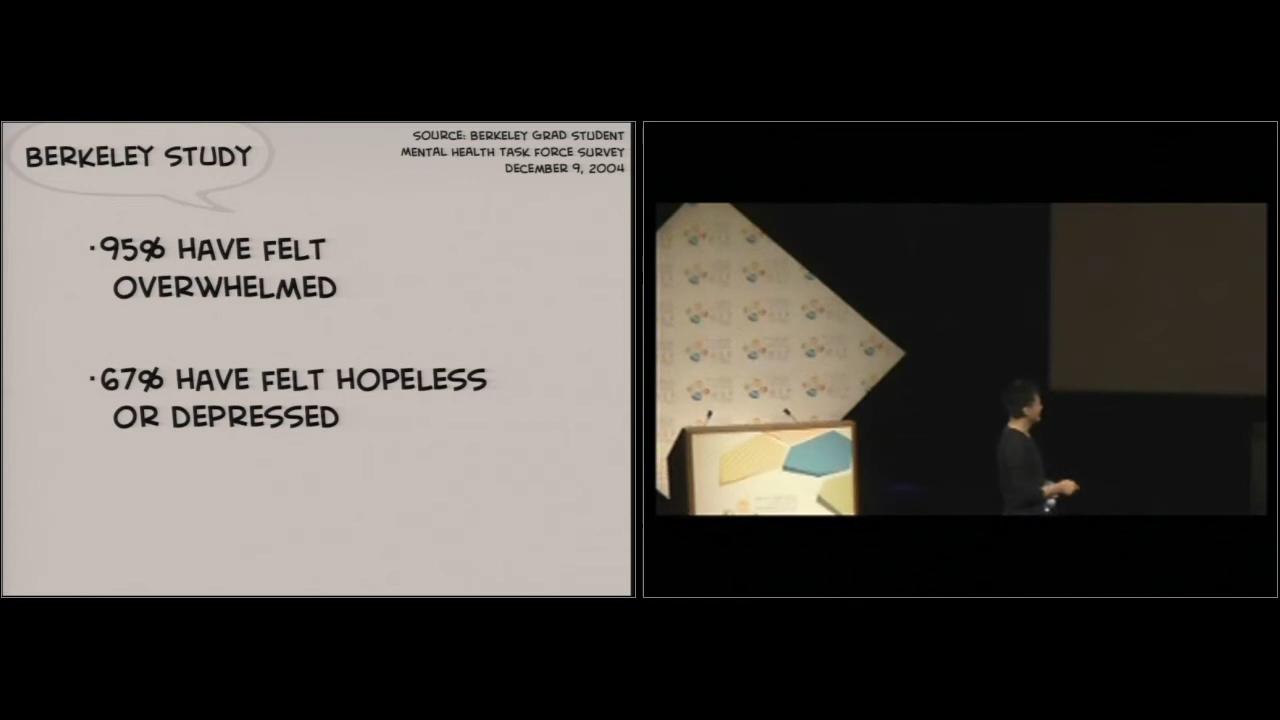 BERKELEY STUDY
SOURCE: BERKELEY GRAD STUDENT
MENTAL HEALTH TASK FORCE SURVEY
DECEMBER 9, 2004
·95% HAVE FELT
OVERWHELMED
·67% HAVE FELT HOPELESS
OR DEPRESSED